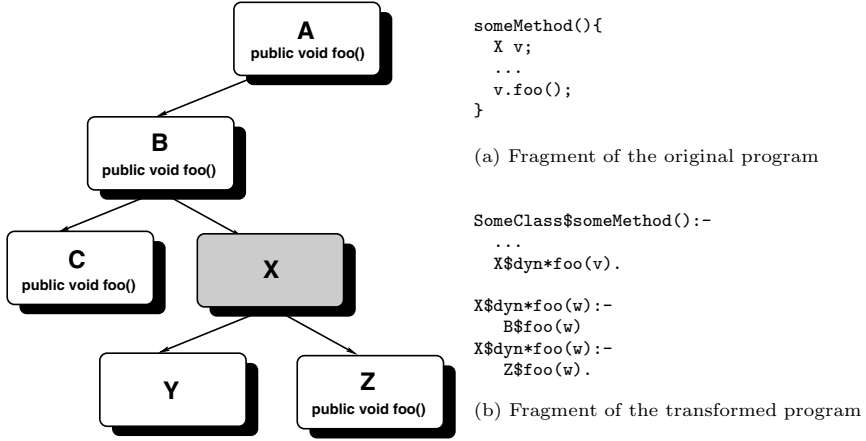 A
public void foo()
B
public void foo()
C
public void foo()
X
Y
Z
public void foo()
someMethod(){
  X v;
  ...
  v.foo();
}
(a) Fragment of the original program
SomeClass$someMethod():-
  ...
  X$dyn*foo(v).
X$dyn*foo(w):-
   B$foo(w)
X$dyn*foo(w):-
   Z$foo(w).
(b) Fragment of the transformed program